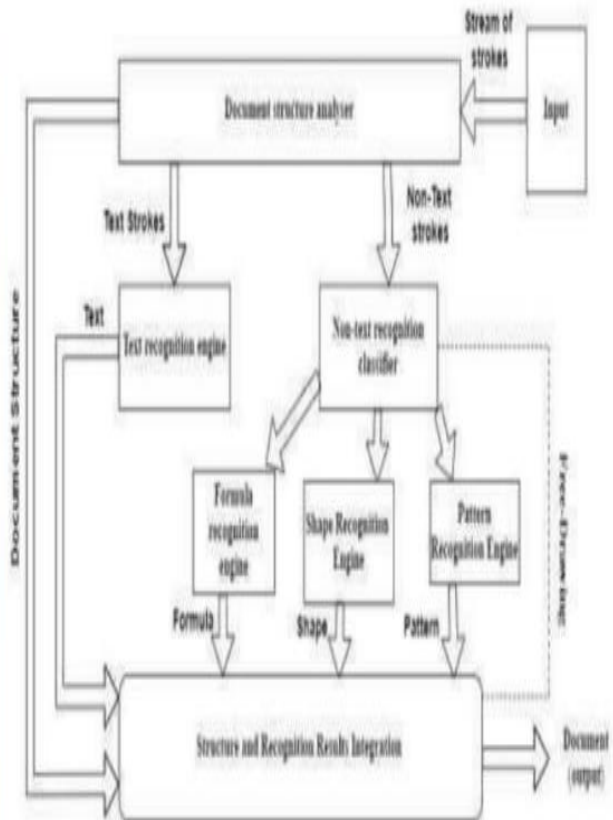 Stream of
strokes
Input
Document structure analyser
Text Strokes
Non-Text
strokes
Document Structure
Text
Text recognition engine
Non-text recognition
classifier
Free-Drawing
Formula
recognition
engine
Shape Recognition
Engine
Pattern
Recognition Engine
Formula
Shape
Pattern
Structure and Recognition Results Integration
Document
(output)